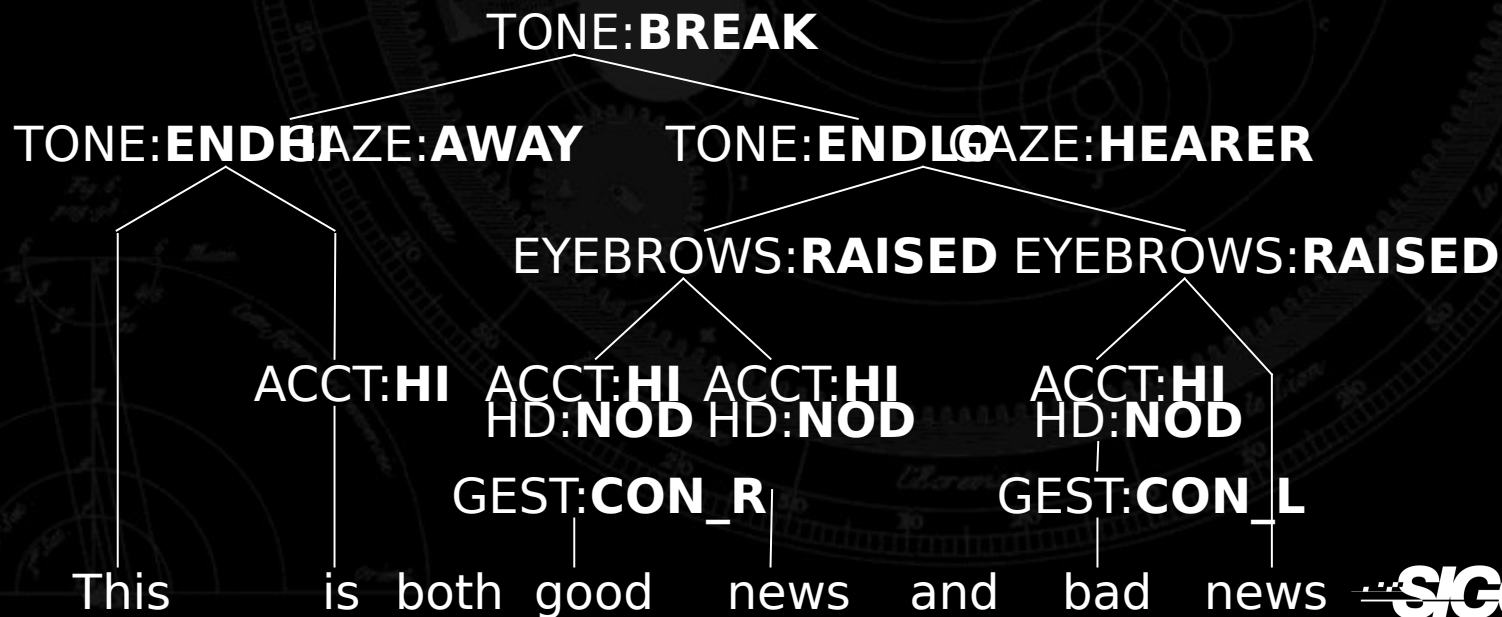 TONE:BREAK
TONE:ENDHI GAZE:AWAY TONE:ENDLO GAZE:HEARER
EYEBROWS:RAISED EYEBROWS:RAISED
ACCT:HI ACCT:HI ACCT:HI ACCT:HI
HD:NOD HD:NOD HD:NOD
GEST:CON_R GEST:CON_L
This is both good news and bad news